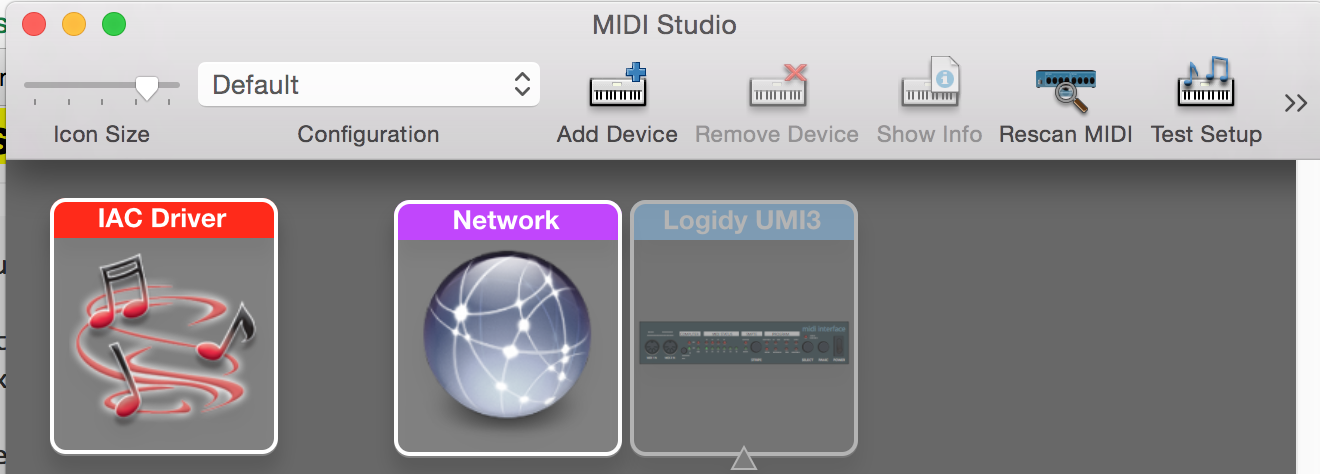 MIDI Studio
Default
Icon Size
Configuration
Add Device
Remove Device
Show Info
Rescan MIDI
Test Setup
IAC Driver
Network
Logidy UMI3
midi interface